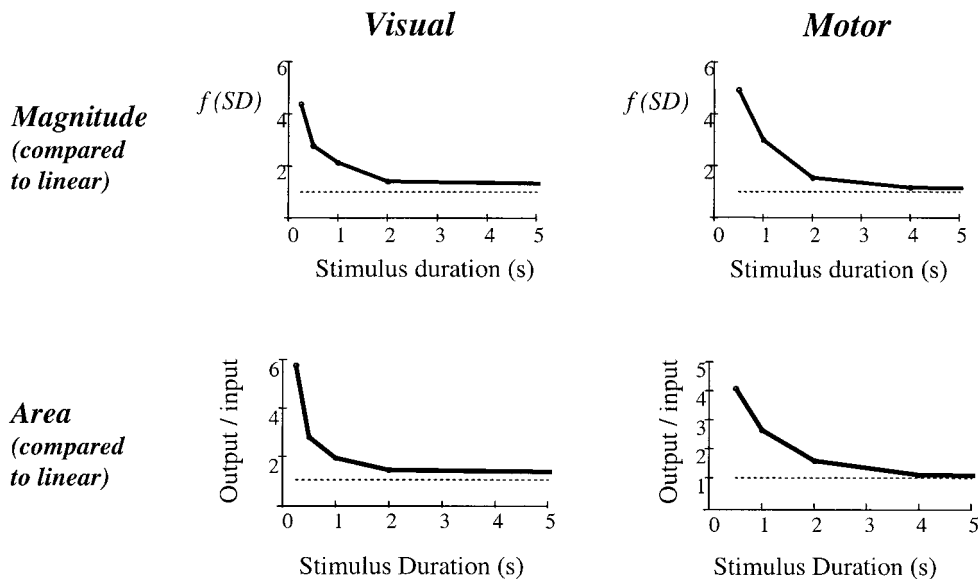 Visual
Motor
Magnitude
(compared
to linear)
f(SD)
6
4
2
0 1 2 3 4 5
Stimulus duration (s)
f(SD)
6
4
2
0 1 2 3 4 5
Stimulus duration (s)
Area
(compared
to linear)
Output / input
6
4
2
0 1 2 3 4 5
Stimulus Duration (s)
Output / input
5
4
3
2
1
0 1 2 3 4 5
Stimulus Duration (s)